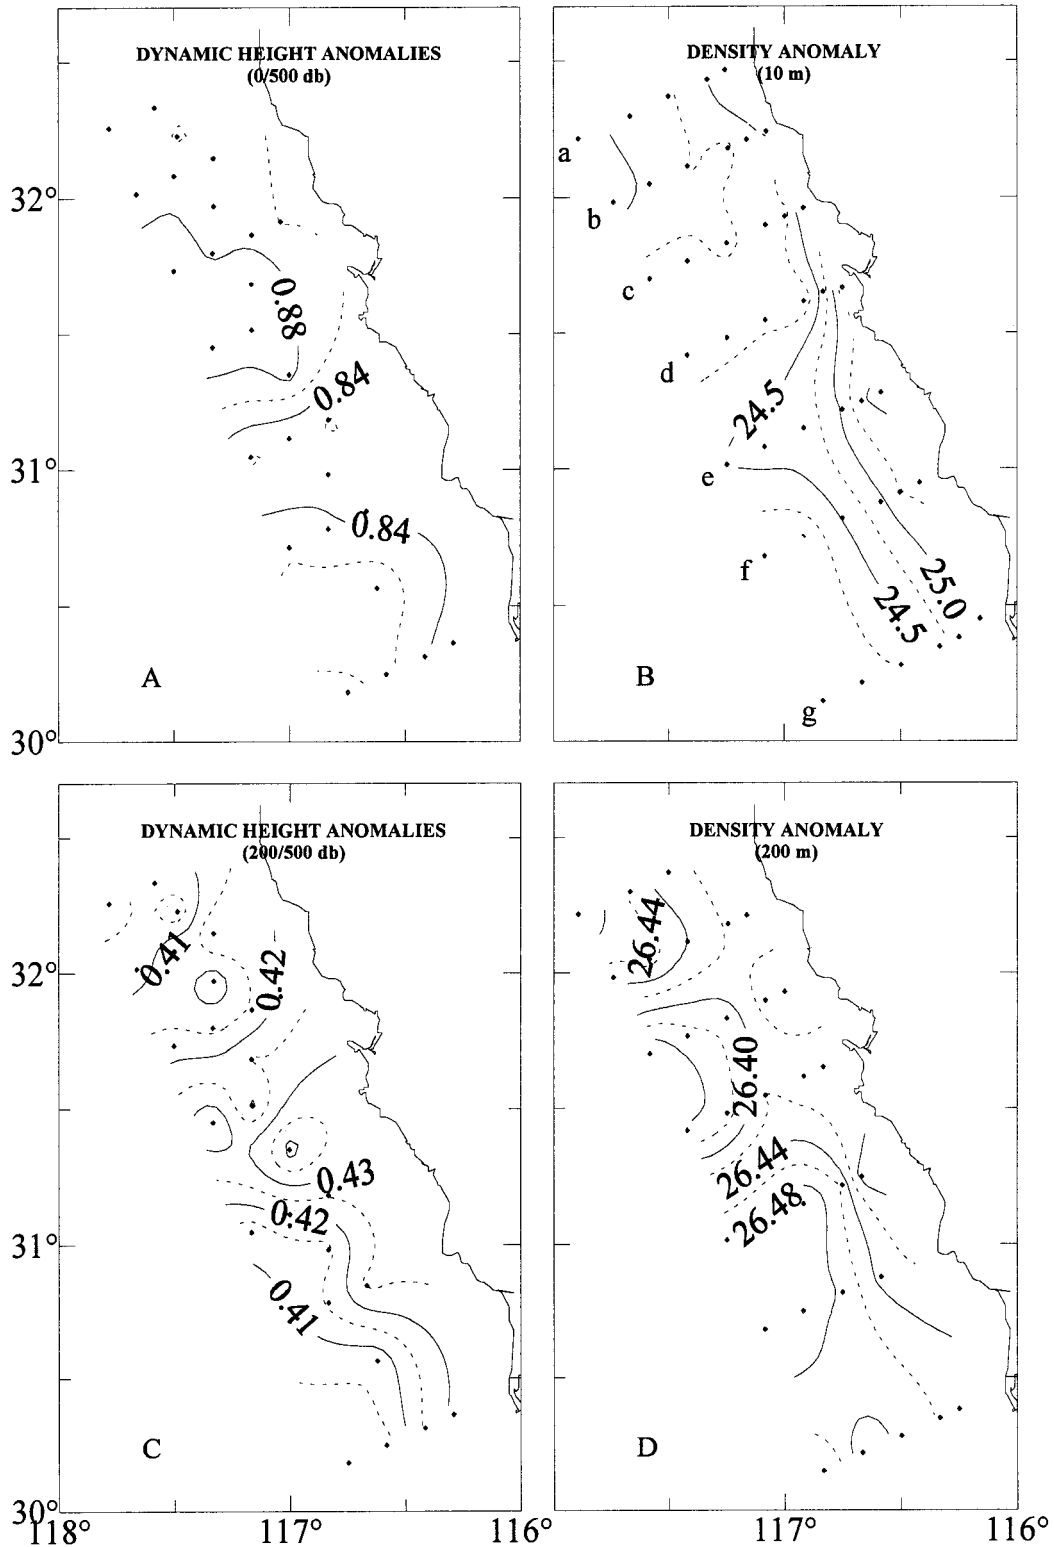 DYNAMIC HEIGHT ANOMALIES
(0/500 db)
32°
0.88
0.84
31°
0.84
A
30°
DENSITY ANOMALY
(10 m)
a
b
c
d
24.5
e
f
25.0
24.5
B
g
DYNAMIC HEIGHT ANOMALIES
(200/500 db)
0.41
0.42
32°
0.43
0.42
31°
0.41
C
30°
118°
117°
116°
DENSITY ANOMALY
(200 m)
26.44
26.40
26.44
26.48
D
117°
116°